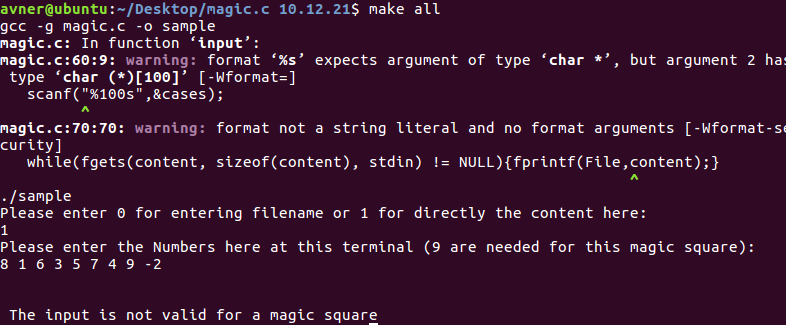 avner@ubuntu:~/Desktop/magic.c 10.12.21$ make all
gcc -g magic.c -o sample
magic.c: In function ‘input’:
magic.c:60:9: warning: format ‘%s’ expects argument of type ‘char *’, but argument 2 has
 type ‘char (*)[100]’ [-Wformat=]
   scanf("%100s",&cases);
         ^
magic.c:70:70: warning: format not a string literal and no format arguments [-Wformat-se
curity]
   while(fgets(content, sizeof(content), stdin) != NULL){fprintf(File,content);}
                                                                      ^
./sample
Please enter 0 for entering filename or 1 for directly the content here:
1
Please enter the Numbers here at this terminal (9 are needed for this magic square):
8 1 6 3 5 7 4 9 -2
 The input is not valid for a magic square